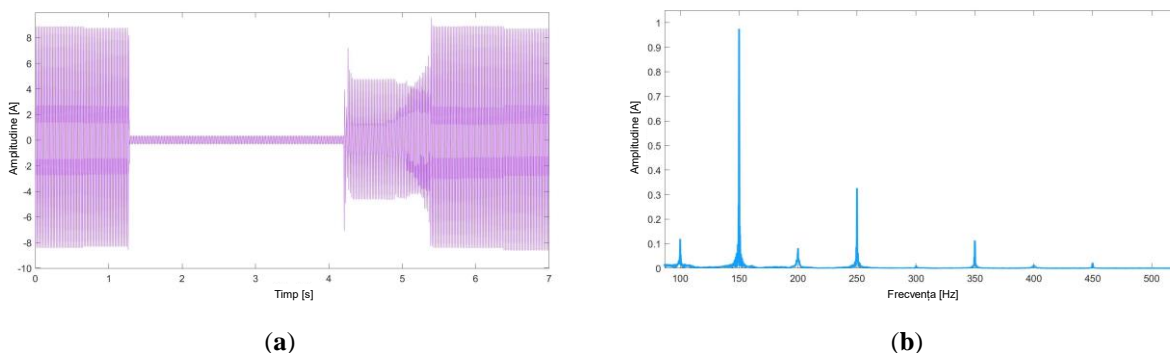 Amplitudine [A]
8
6
4
2
0
-2
-4
-6
-8
-10
0 1 2 3 4 5 6 7
Timp [s]
(a)
Amplitudine [A]
1
0.9
0.8
0.7
0.6
0.5
0.4
0.3
0.2
0.1
0
100 150 200 250 300 350 400 450 500
Frecvența [Hz]
(b)